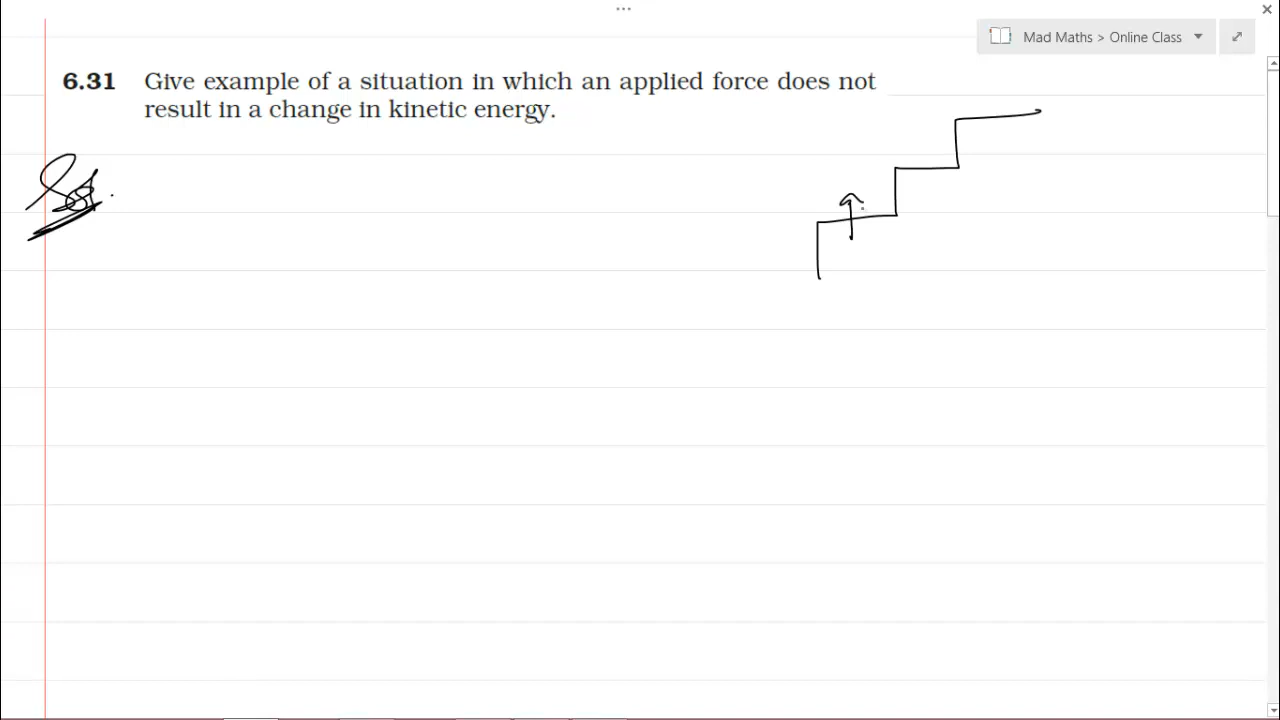 Mad Maths > Online Class
6.31 Give example of a situation in which an applied force does not
result in a change in kinetic energy.
Sol.